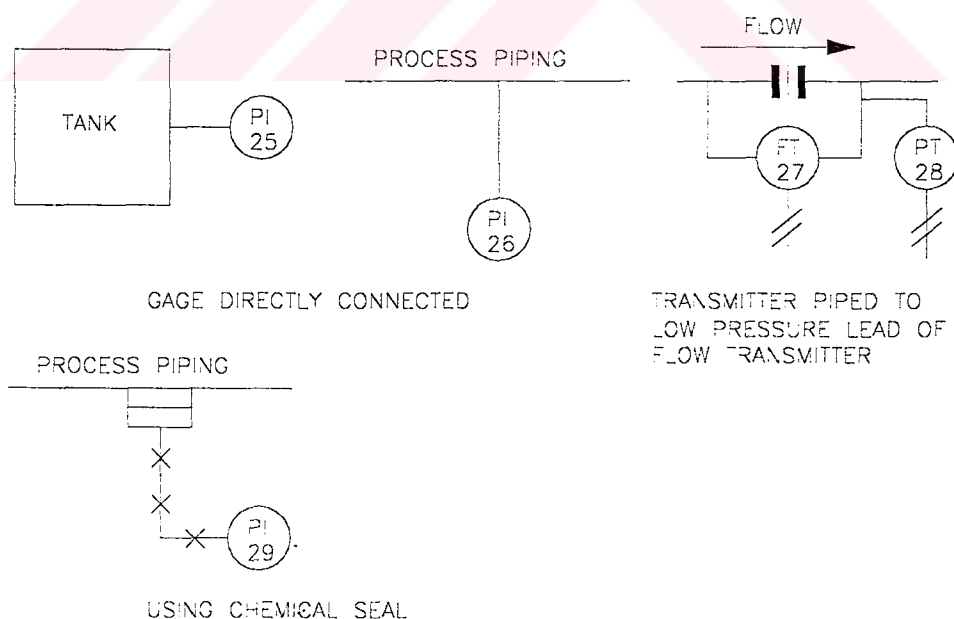 FLOW
PROCESS PIPING
TANK
PI
25
PI
26
FT
27
PT
28
GAGE DIRECTLY CONNECTED
TRANSMITTER PIPED TO
LOW PRESSURE LEAD OF
FLOW TRANSMITTER
PROCESS PIPING
PI
29
USING CHEMICAL SEAL